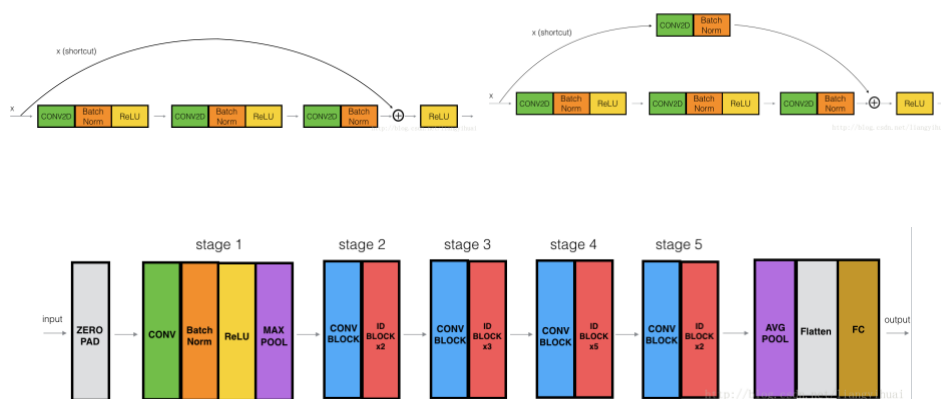 x (shortcut)
x
CONV2D
Batch
Norm
ReLU
CONV2D
Batch
Norm
ReLU
CONV2D
Batch
Norm
ReLU
CONV2D
Batch
Norm
x (shortcut)
x
CONV2D
Batch
Norm
ReLU
CONV2D
Batch
Norm
ReLU
CONV2D
Batch
Norm
ReLU
stage 1
stage 2
stage 3
stage 4
stage 5
input
ZERO
PAD
CONV
Batch
Norm
ReLU
MAX
POOL
CONV
BLOCK
ID
BLOCK
x2
CONV
BLOCK
ID
BLOCK
x3
CONV
BLOCK
ID
BLOCK
x5
CONV
BLOCK
ID
BLOCK
x2
AVG
POOL
Flatten
FC
output